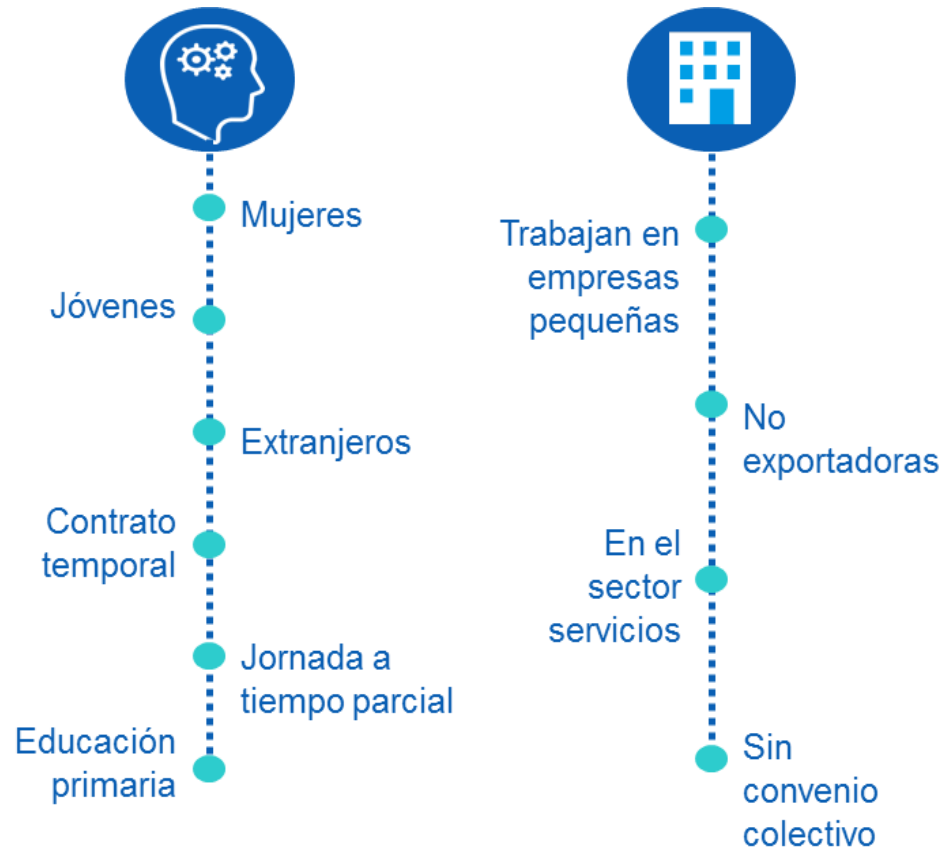 Mujeres
Jóvenes
Extranjeros
Contrato
temporal
Jornada a
tiempo parcial
Educación
primaria
Trabajan en
empresas
pequeñas
No
exportadoras
En el
sector
servicios
Sin
convenio
colectivo